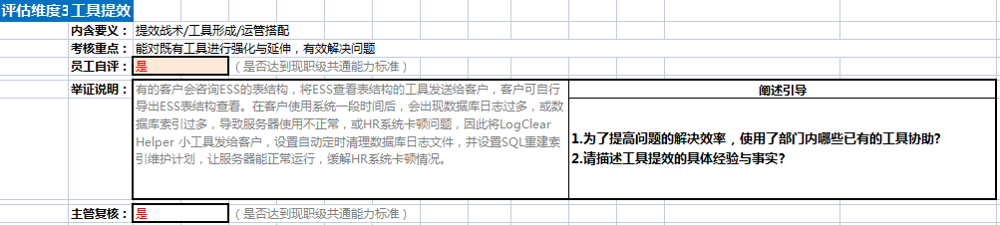 评估维度3 工具提效
内含要义： 提效战术/工具形成/运管搭配
考核重点： 能对既有工具进行强化与延伸，有效解决问题
员工自评： 是 （是否达到现职级共通能力标准）
举证说明： 有的客户会咨询ESS的表结构，将ESS查看表结构的工具发送给客户，客户可自行
导出ESS表结构查看。在客户使用系统一段时间后，会出现数据库日志过多，或数
据库索引过多，导致服务器使用不正常，或HR系统卡顿问题，因此将LogClear
Helper 小工具发给客户，设置自动定时清理数据库日志文件，并设置SQL重建索
引维护计划，让服务器能正常运行，缓解HR系统卡顿情况。
阐述引导
1.为了提高问题的解决效率，使用了部门内哪些已有的工具协助？
2.请描述工具提效的具体经验与事实？
主管复核： 是 （是否达到现职级共通能力标准）